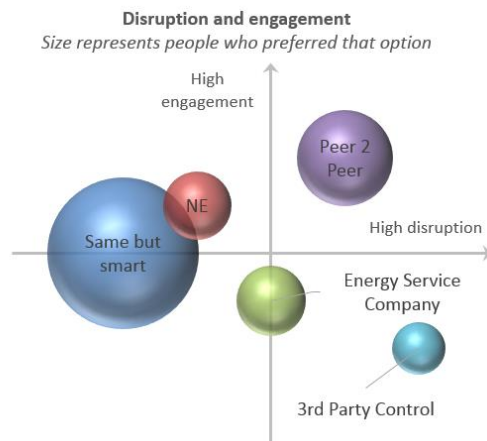 Disruption and engagement
Size represents people who preferred that option
High
engagement
Peer 2
Peer
NE
High disruption
Same but
smart
Energy Service
Company
3rd Party Control